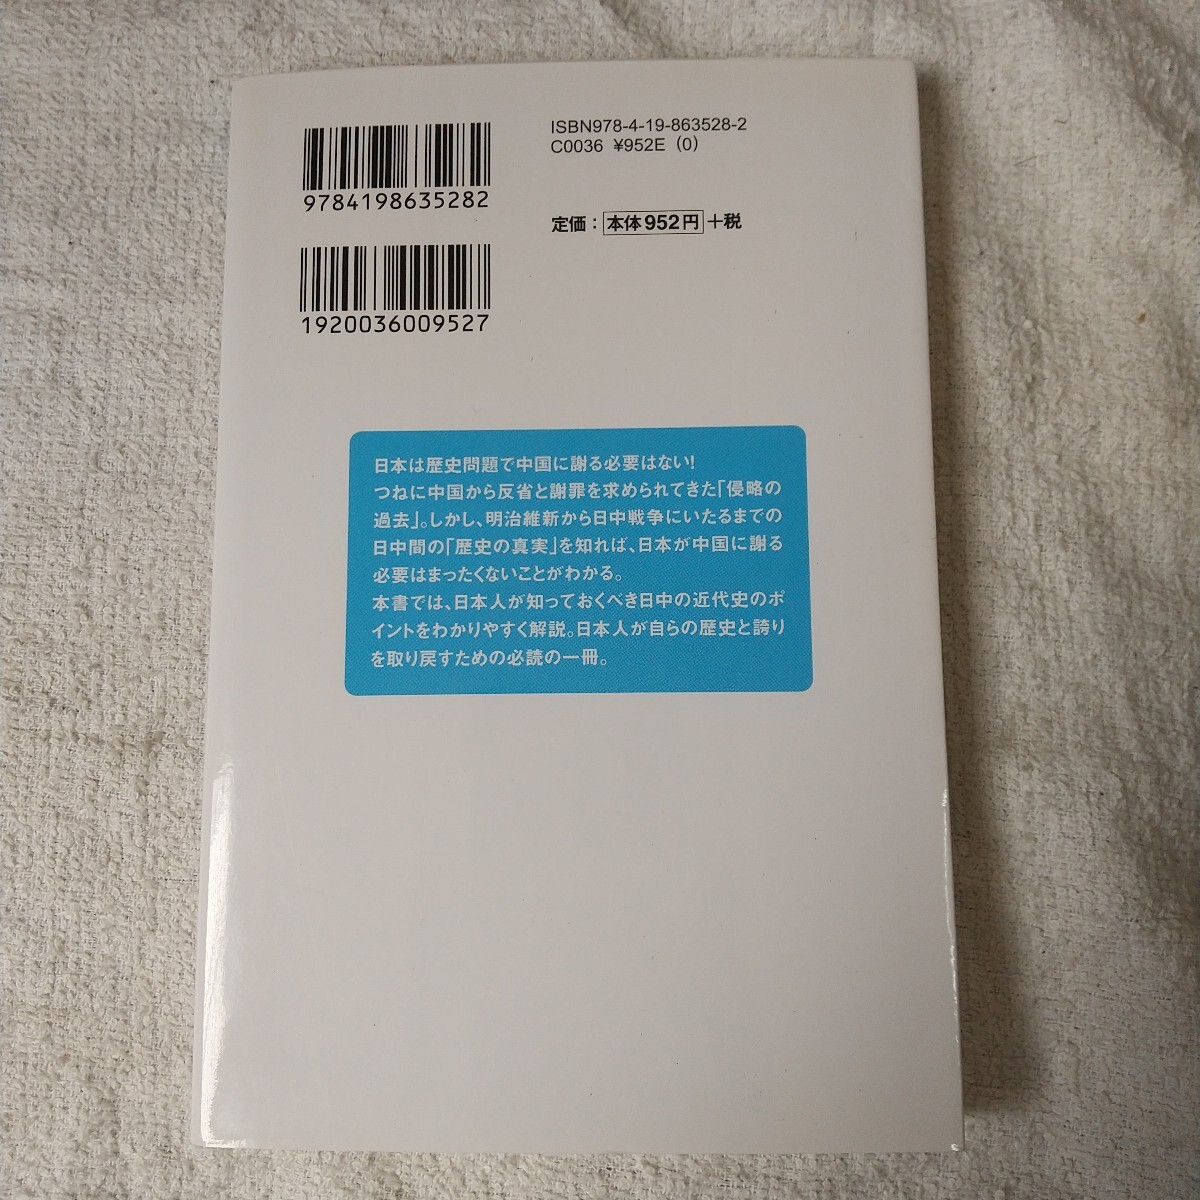 9784198635282
ISBN978-4-19-863528-2
C0036 ¥952E (0)
定価：本体952円+税
1920036009527
日本は歴史問題で中国に謝る必要はない！
つねに中国から反省と謝罪を求められてきた「侵略の
過去」。しかし、明治維新から日中戦争にいたるまでの
日中間の「歴史の真実」を知れば、日本が中国に謝る
必要はまったくないことがわかる。
本書では、日本人が知っておくべき日中の近代史のポ
イントをわかりやすく解説。日本人が自らの歴史と誇り
を取り戻すための必読の一冊。